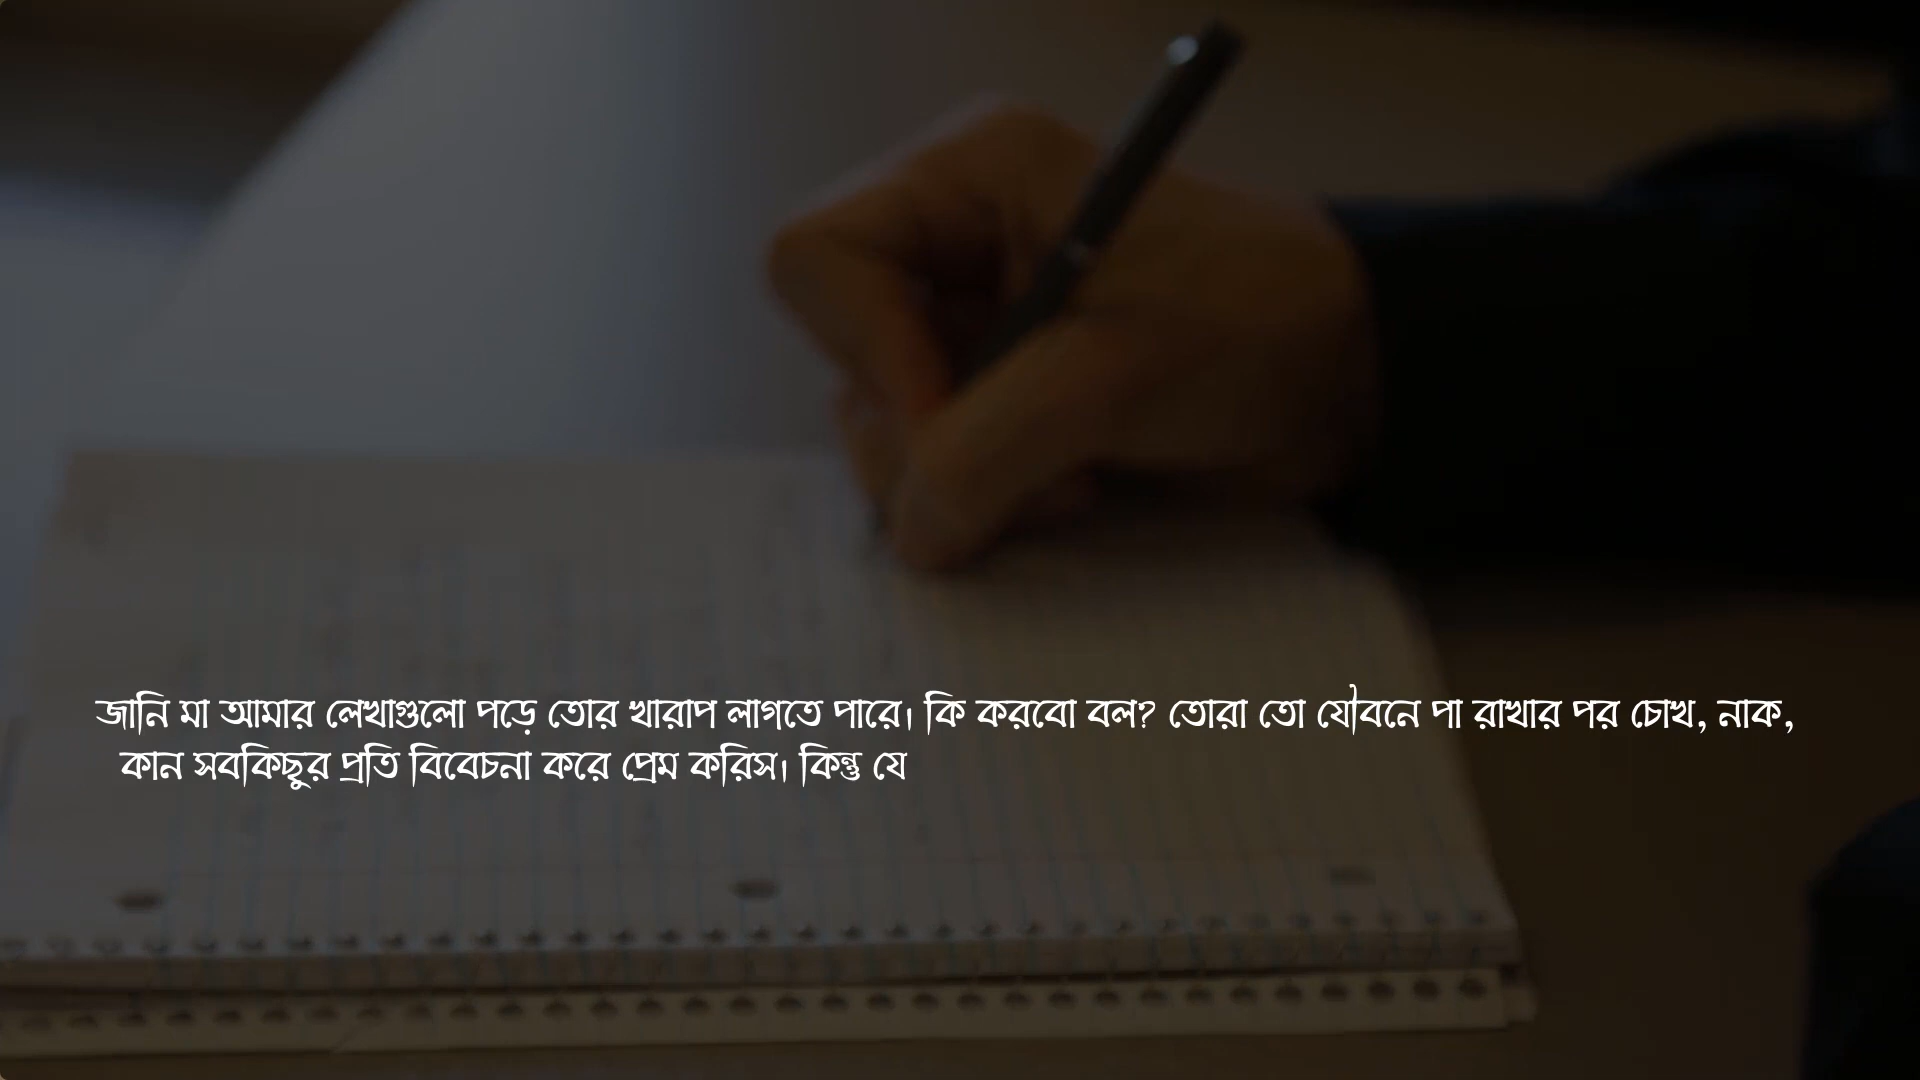 জানি মা আমার লেখাগুলো পড়ে তোর খারাপ লাগতে পারে। কি করবো বল? তোরা তো যৌবনে পা রাখার পর চোখ, নাক,
কান সবকিছুর প্রতি বিবেচনা করে প্রেম করিস। কিন্তু যে